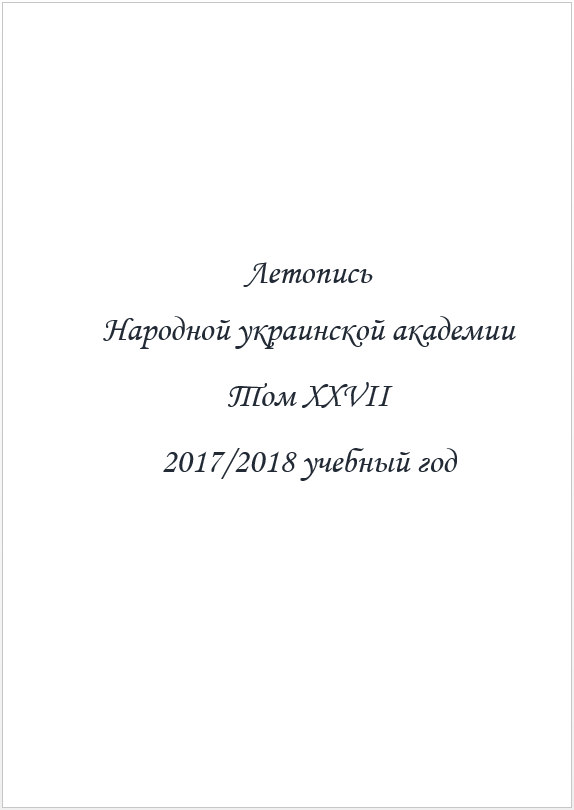 Летопись
Народной украинской академии
Том XXVII
2017/2018 учебный год